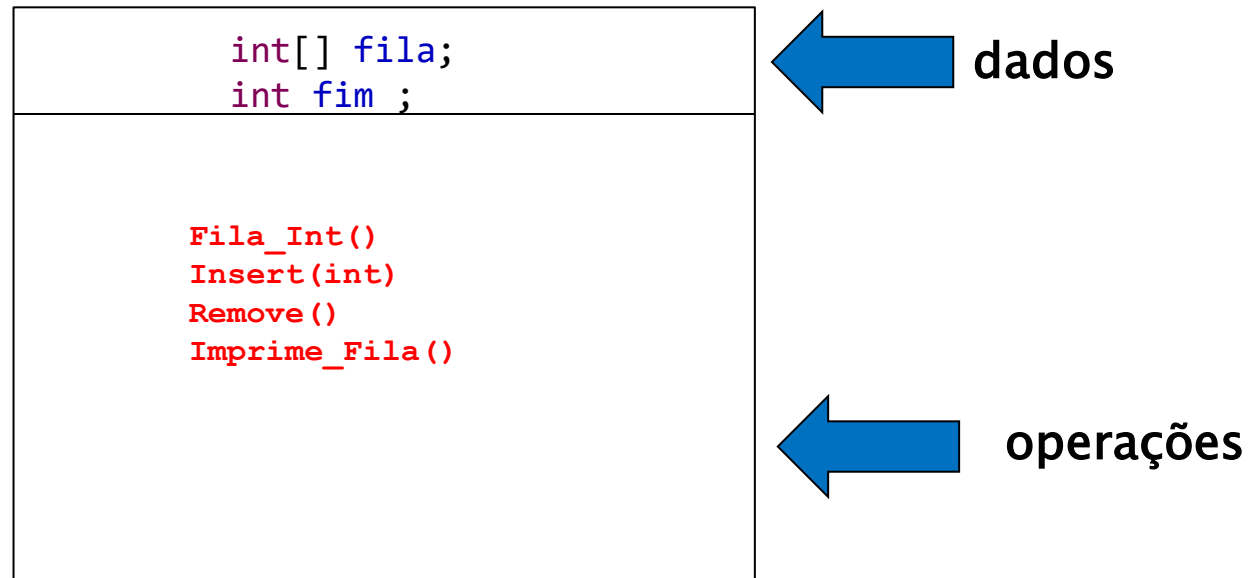 int[] fila;
int fim ;
dados
Fila_Int()
Insert(int)
Remove()
Imprime_Fila()
operações